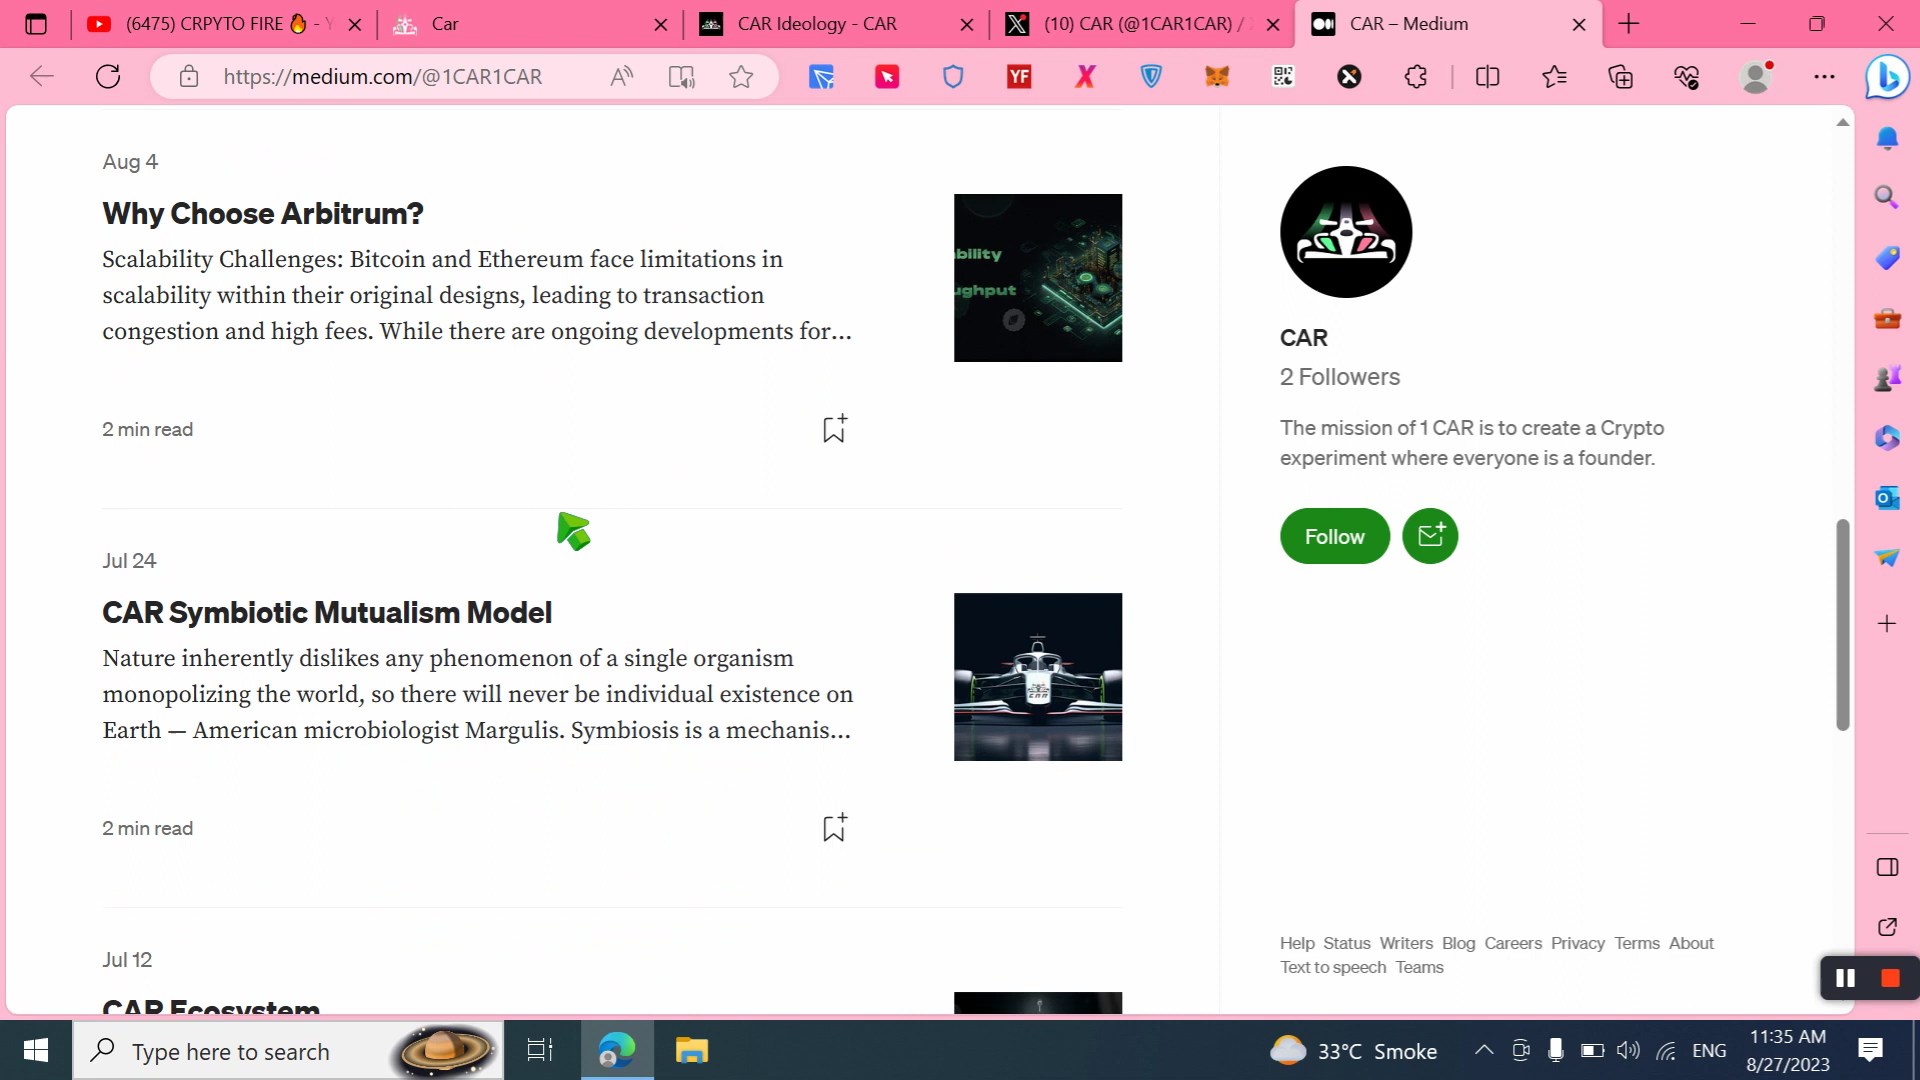 (6475) CRPYTO FIRE🔥 - Y
Car
CAR Ideology - CAR
(10) CAR (@1CAR1CAR) /
CAR – Medium
https://medium.com/@1CAR1CAR
YF
Aug 4
Why Choose Arbitrum?
Scalability Challenges: Bitcoin and Ethereum face limitations in
scalability within their original designs, leading to transaction
congestion and high fees. While there are ongoing developments for...
bility
ughput
2 min read
Jul 24
CAR Symbiotic Mutualism Model
Nature inherently dislikes any phenomenon of a single organism
monopolizing the world, so there will never be individual existence on
Earth — American microbiologist Margulis. Symbiosis is a mechanis...
2 min read
Jul 12
CAR Ecosystem
CAR
2 Followers
The mission of 1 CAR is to create a Crypto
experiment where everyone is a founder.
Follow
Help Status Writers Blog Careers Privacy Terms About
Text to speech Teams
Type here to search
33°C Smoke
ENG
11:35 AM
8/27/2023